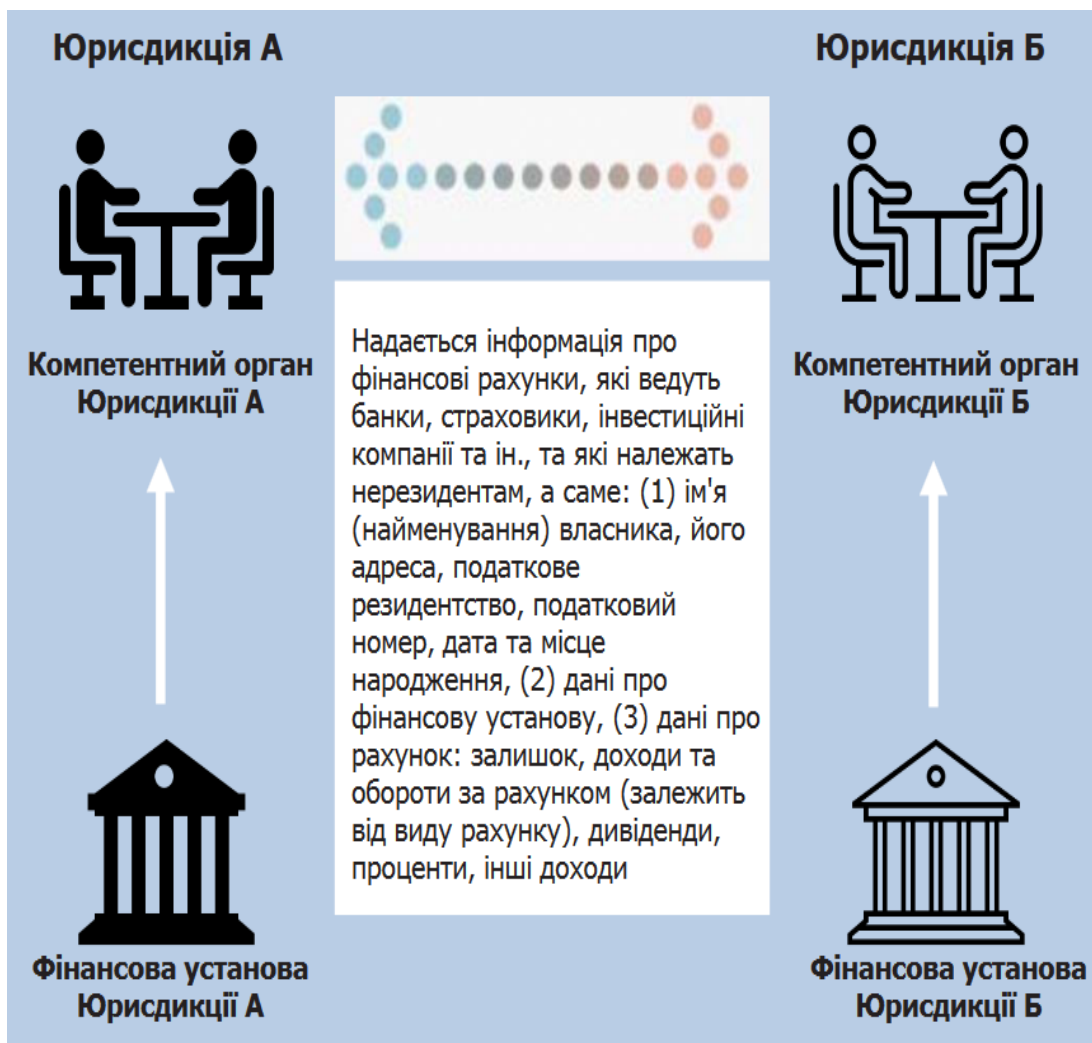 Юрисдикція А
Юрисдикція Б
Компетентний орган
Юрисдикції А
Компетентний орган
Юрисдикції Б
Надається інформація про
фінансові рахунки, які ведуть
банки, страховики, інвестиційні
компанії та ін., та які належать
нерезидентам, а саме: (1) ім'я
(найменування) власника, його
адреса, податкове
резидентство, податковий
номер, дата та місце
народження, (2) дані про
фінансову установу, (3) дані про
рахунок: залишок, доходи та
обороти за рахунком (залежить
від виду рахунку), дивіденди,
проценти, інші доходи
Фінансова установа
Юрисдикції А
Фінансова установа
Юрисдикції Б